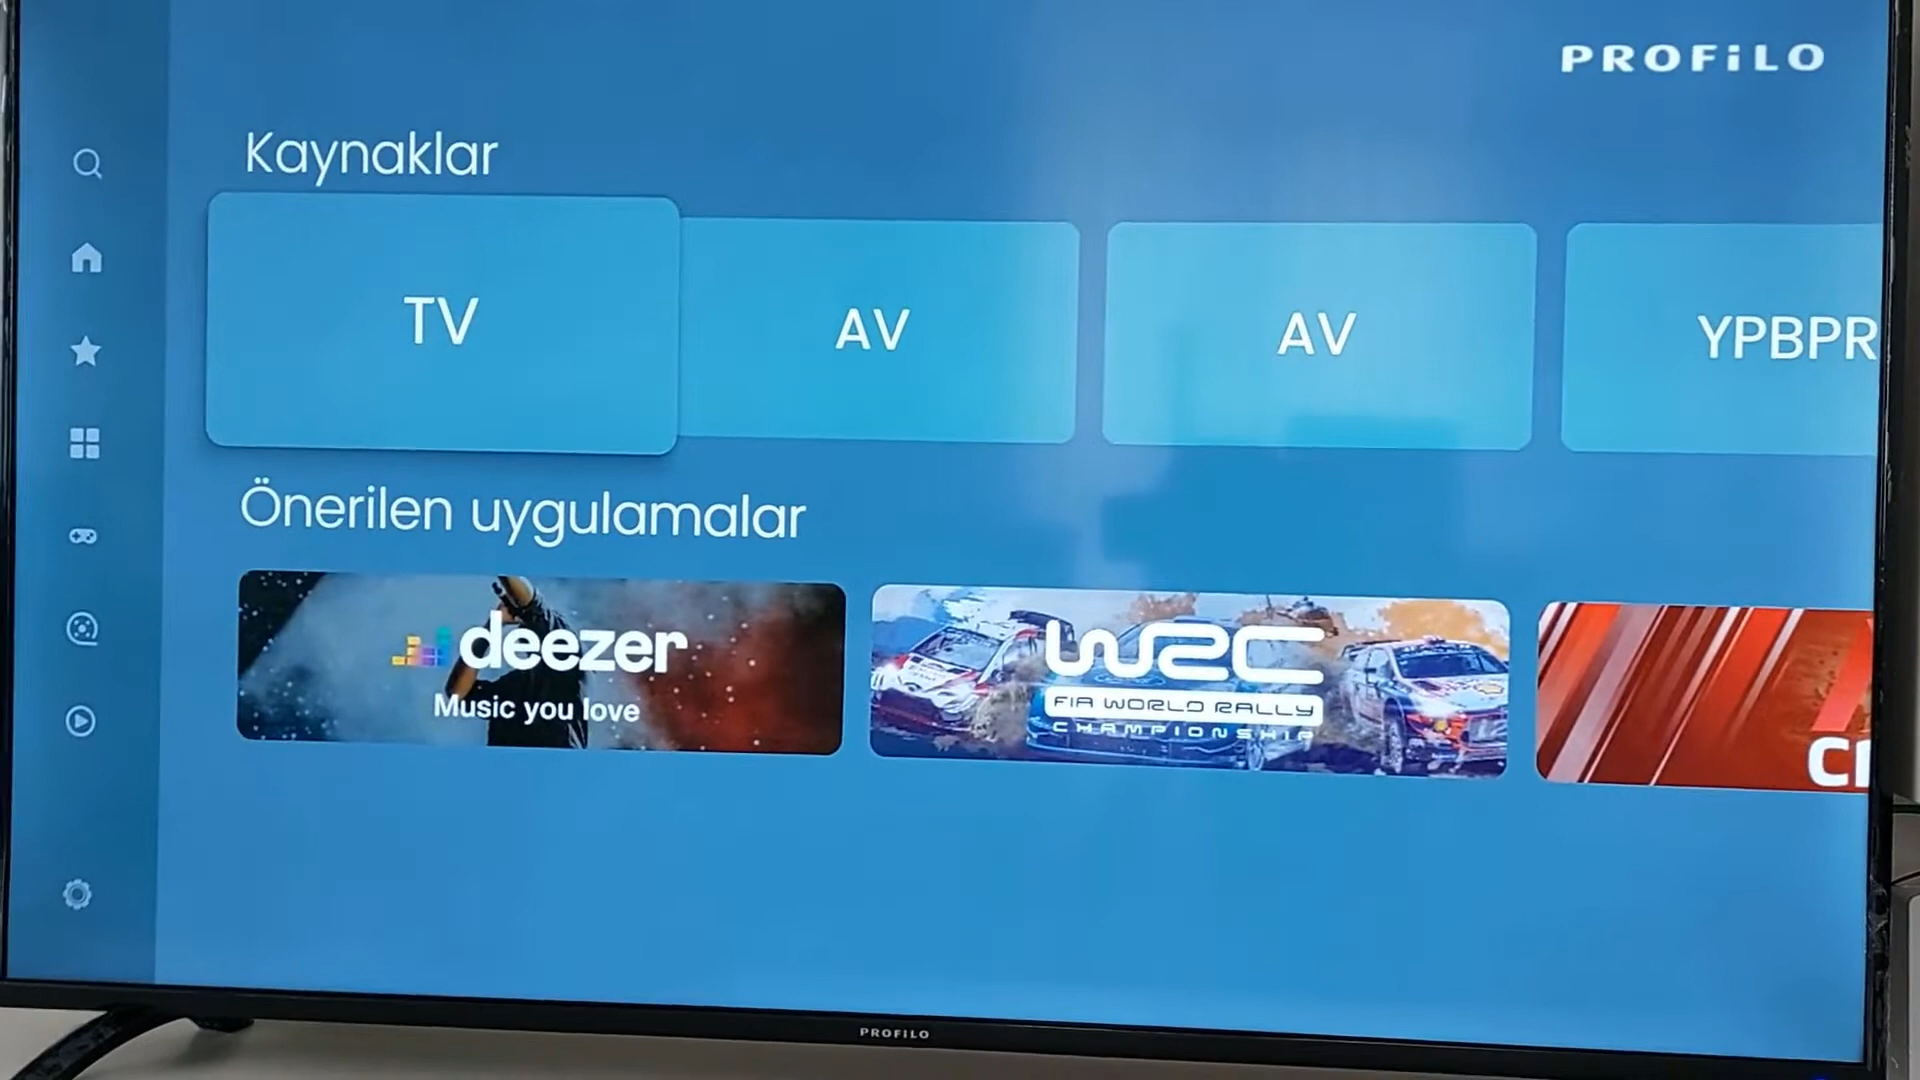 PROFiLO
Kaynaklar
TV
AV
AV
YPBPR
Önerilen uygulamalar
deezer
Music you love
WRC
FIA WORLD RALLY
CHAMPIONSHIP
PROFiLO